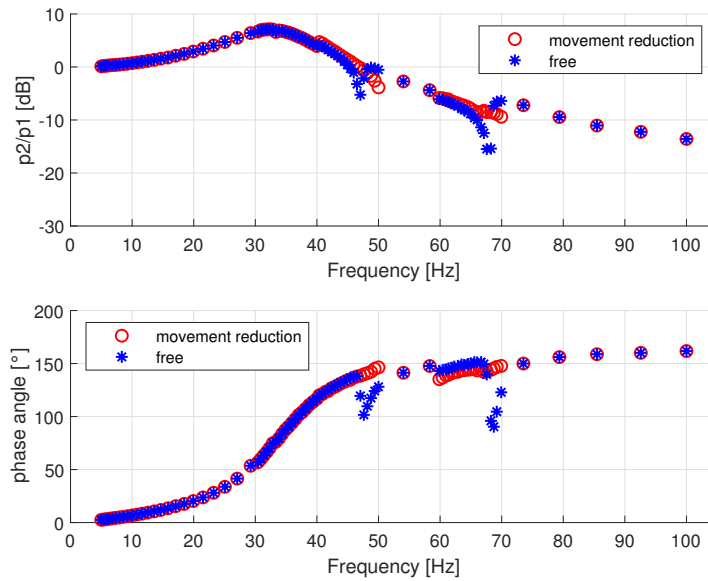 10
0
-10
-20
-30
p2/p1 [dB]
movement reduction
free
0 10 20 30 40 50 60 70 80 90 100
Frequency [Hz]
200
150
100
50
0
phase angle [°]
movement reduction
free
0 10 20 30 40 50 60 70 80 90 100
Frequency [Hz]